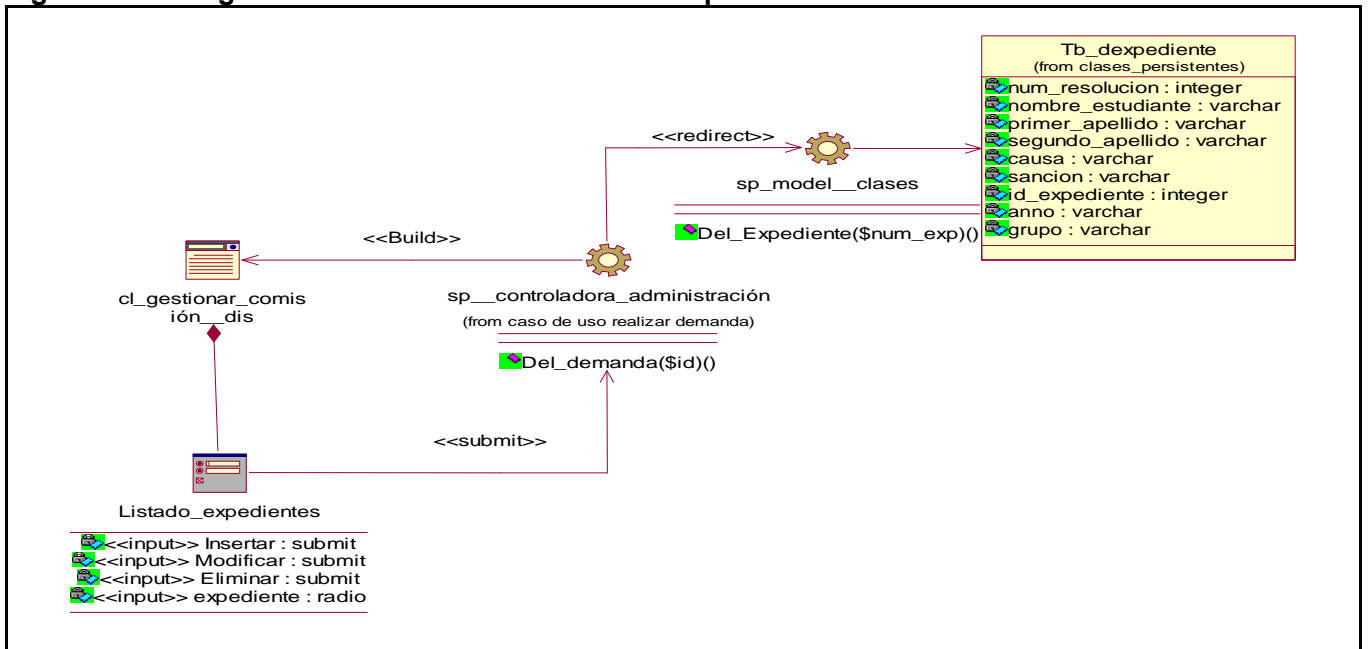 Tb_dexpediente
(from clases_persistentes)
num_resolucion : integer
nombre_estudiante : varchar
primer_apellido : varchar
segundo_apellido : varchar
causa : varchar
sancion : varchar
id_expediente : integer
anno : varchar
grupo : varchar
<<redirect>>
sp_model__clases
Del_Expediente($num_exp)()
<<Build>>
cl_gestionar_comis
ión__dis
sp__controladora_administración
(from caso de uso realizar demanda)
Del_demanda($id)()
<<submit>>
Listado_expedientes
<<input>> Insertar : submit
<<input>> Modificar : submit
<<input>> Eliminar : submit
<<input>> expediente : radio